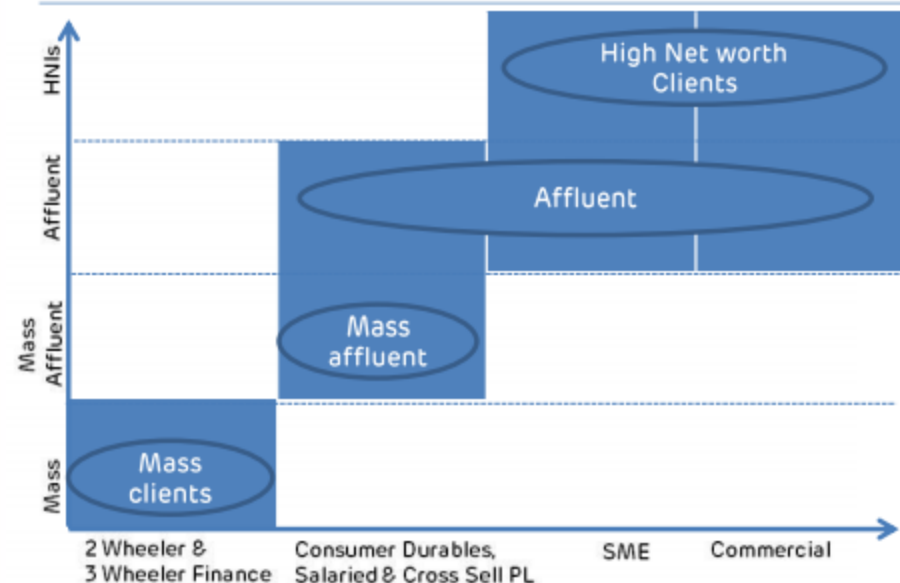 HNIs
High Net worth
Clients
Affluent
Affluent
Mass
Affluent
Mass
affluent
Mass
Mass
clients
2 Wheeler &
3 Wheeler Finance
Consumer Durables,
Salaried & Cross Sell PL
SME
Commercial